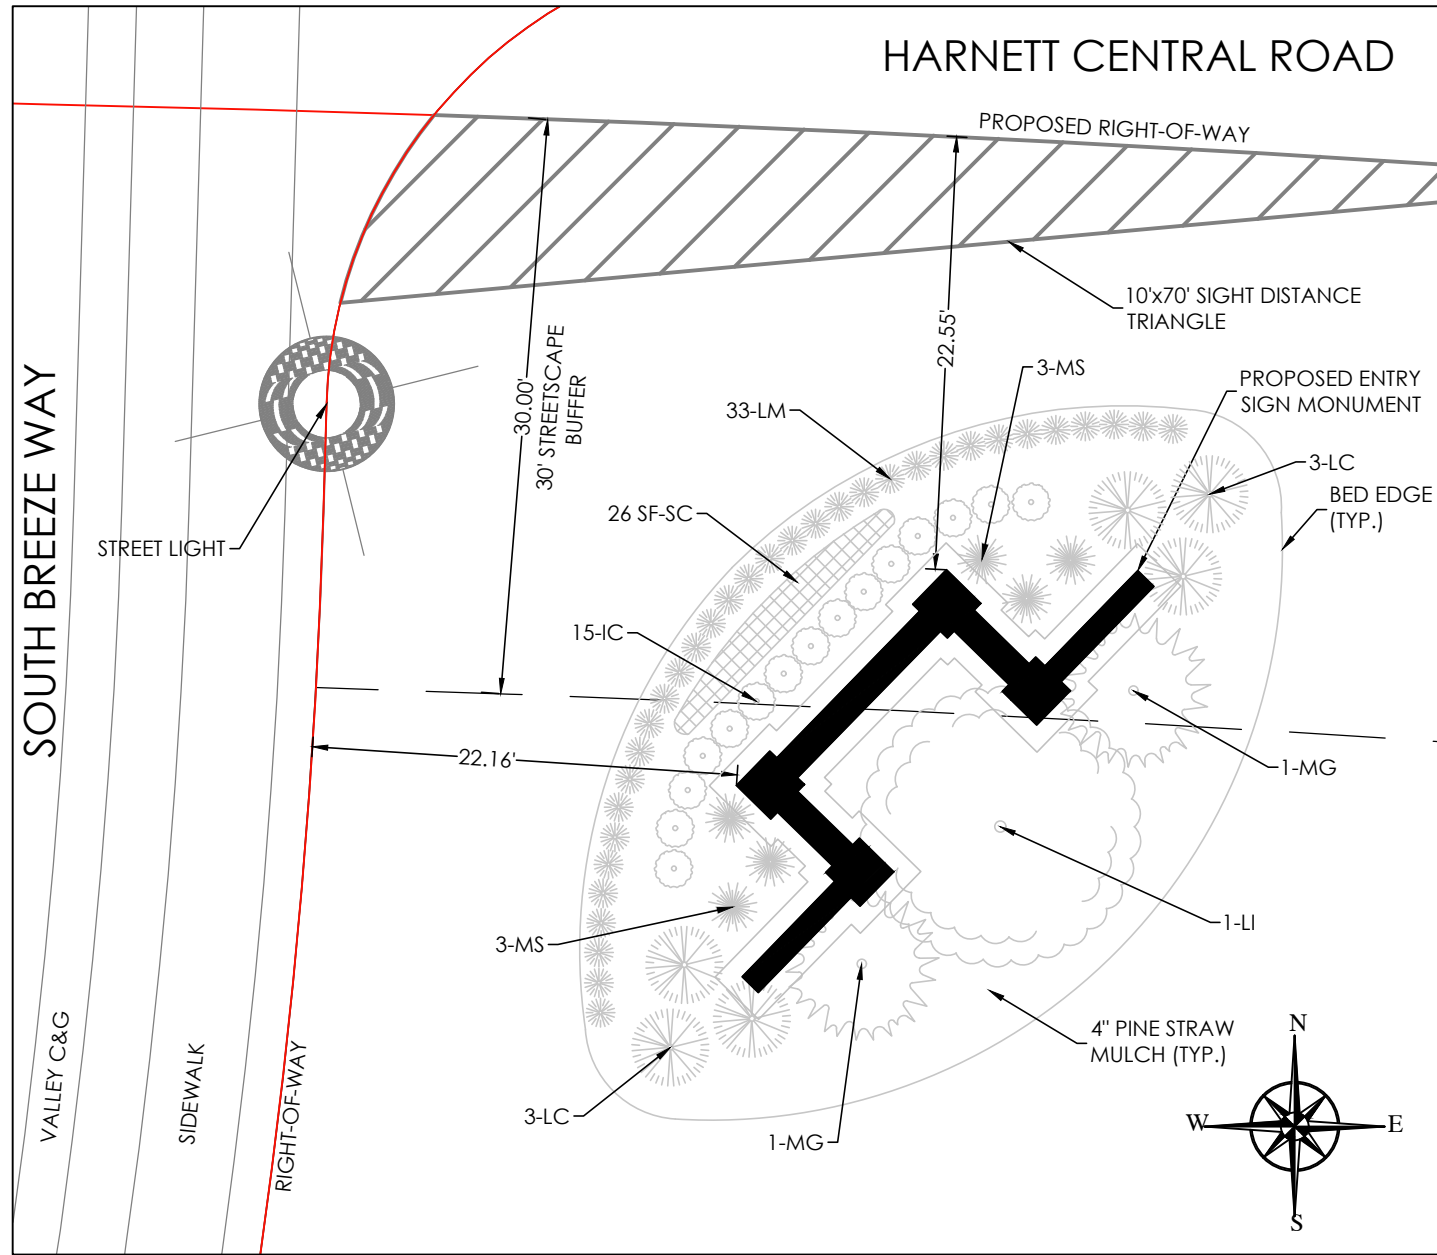 HARNETT CENTRAL ROAD
PROPOSED RIGHT-OF-WAY
10'x70' SIGHT DISTANCE
TRIANGLE
30.00'
30' STREETSCAPE
BUFFER
22.55'
3-MS
PROPOSED ENTRY
SIGN MONUMENT
33-LM
3-LC
BED EDGE
(TYP.)
26 SF-SC
STREET LIGHT
SOUTH BREEZE WAY
15-IC
22.16'
1-MG
1-LI
3-MS
4" PINE STRAW
MULCH (TYP.)
3-LC
1-MG
VALLEY C&G
SIDEWALK
RIGHT-OF-WAY
N
W
E
S